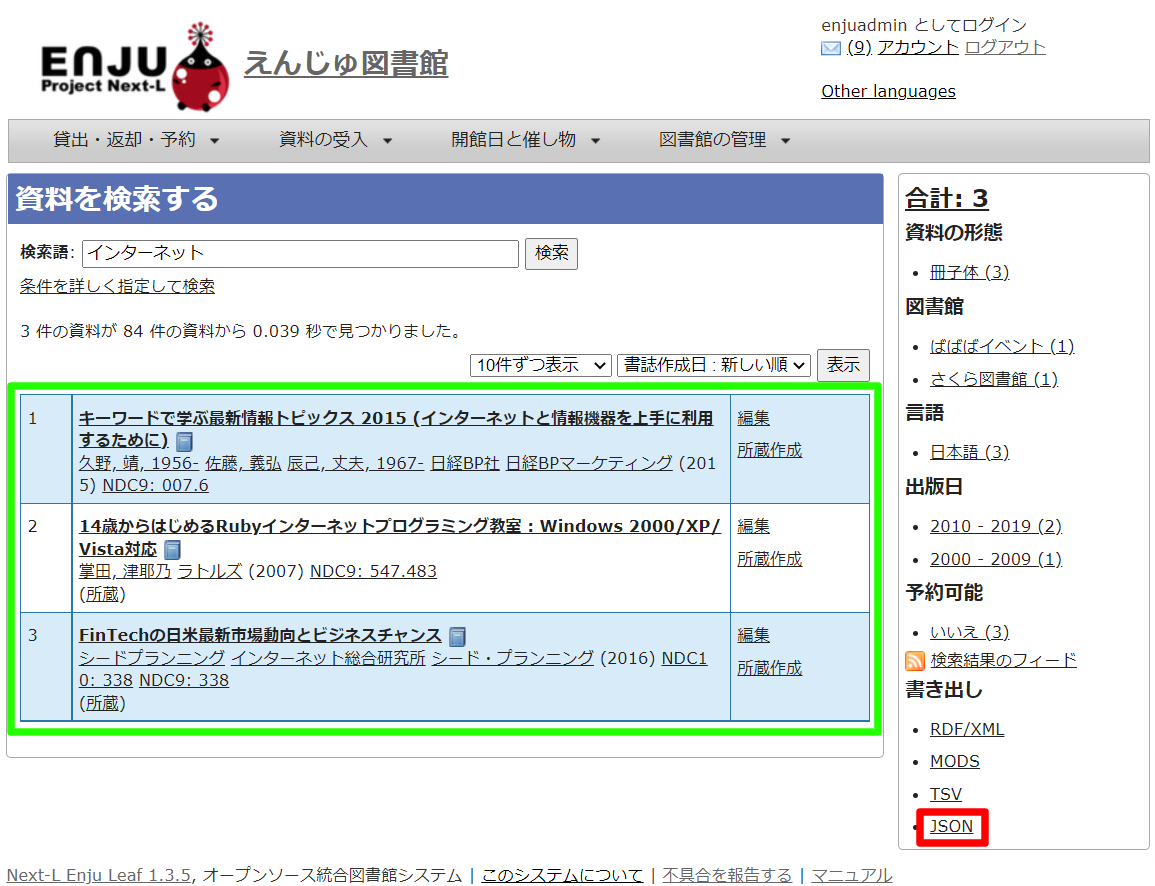 ENJU
Project Next-L
えんじゅ図書館
enjuadmin としてログイン
(9) アカウント ログアウト
Other languages
貸出・返却・予約 ▼ 資料の受入 ▼ 開館日と催し物 ▼ 図書館の管理 ▼
資料を検索する
検索語: インターネット 検索
条件を詳しく指定して検索
3 件の資料が 84 件の資料から 0.039 秒で見つかりました。
10件ずつ表示 書誌作成日 : 新しい順 表示
1 キーワードで学ぶ最新情報トピックス 2015 (インターネットと情報機器を上手に利用
するために)
久野, 靖, 1956- 佐藤, 義弘 辰己, 丈夫, 1967- 日経BP社 日経BPマーケティング (201
5) NDC9: 007.6
編集
所蔵作成
2 14歳からはじめるRubyインターネットプログラミング教室 : Windows 2000/XP/
Vista対応
掌田, 津耶乃 ラトルズ (2007) NDC9: 547.483
(所蔵)
編集
所蔵作成
3 FinTechの日米最新市場動向とビジネスチャンス
シードプランニング インターネット総合研究所 シード・プランニング (2016) NDC1
0: 338 NDC9: 338
(所蔵)
編集
所蔵作成
合計: 3
資料の形態
• 冊子体 (3)
図書館
• ばばばイベント (1)
• さくら図書館 (1)
言語
• 日本語 (3)
出版日
• 2010 - 2019 (2)
• 2000 - 2009 (1)
予約可能
• いいえ (3)
検索結果のフィード
書き出し
• RDF/XML
• MODS
• TSV
• JSON
Next-L Enju Leaf 1.3.5, オープンソース統合図書館システム | このシステムについて | 不具合を報告する | マニュアル